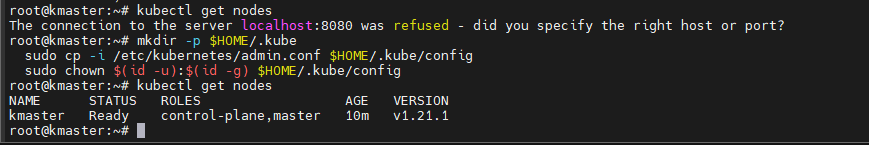 root@kmaster:~# kubectl get nodes
The connection to the server localhost:8080 was refused - did you specify the right host or port?
root@kmaster:~# mkdir -p $HOME/.kube
  sudo cp -i /etc/kubernetes/admin.conf $HOME/.kube/config
  sudo chown $(id -u):$(id -g) $HOME/.kube/config
root@kmaster:~# kubectl get nodes
NAME      STATUS   ROLES                  AGE   VERSION
kmaster   Ready    control-plane,master   10m   v1.21.1
root@kmaster:~#